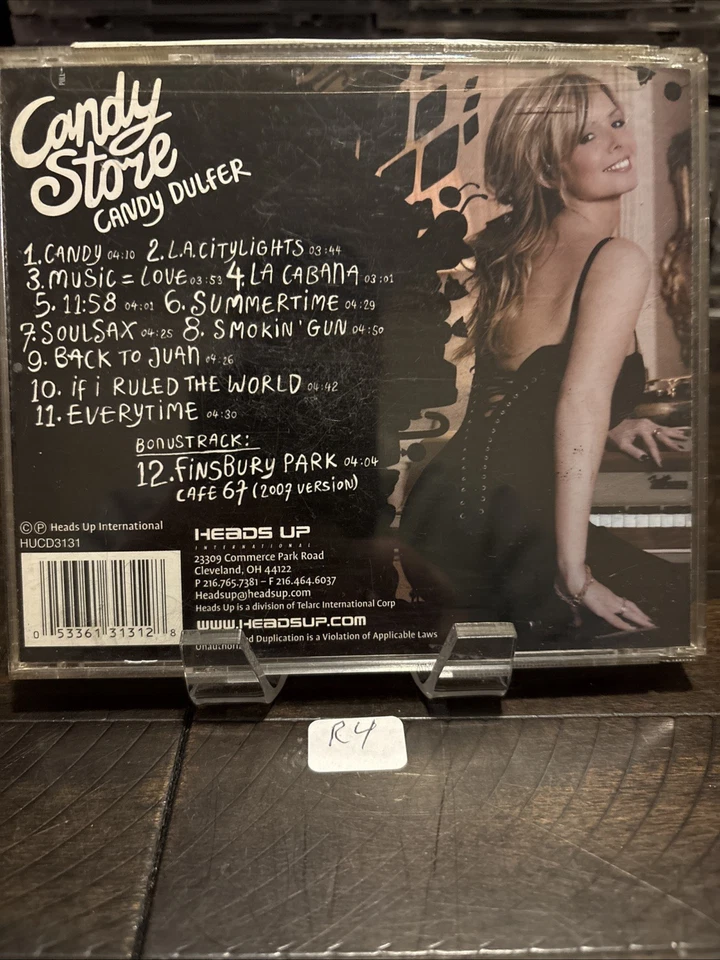 PULL
Candy
Store
CANDY DULFER
1. CANDY 04:10 2. L.A. CITYLIGHTS 03:44
3. MUSIC = LOVE 03:53 4. LA CABANA 03:01
5. 11:58 04:01 6. SUMMERTIME 04:29
7. SOULSAX 04:25 8. SMOKIN' GUN 04:50
9. BACK TO JUAN 04:26
10. if i RULED THE WORLD 04:42
11. EVERYTIME 04:30
BONUSTRACK:
12. FINSBURY PARK 04:04
CAFE 67 (2007 VERSION)
© ℗ Heads Up International
HUCD3131
HEADS UP
INTERNATIONAL
23309 Commerce Park Road
Cleveland, OH 44122
P 216.765.7381 – F 216.464.6037
Headsup@headsup.com
Heads Up is a division of Telarc International Corp
WWW.HEADSUP.COM
Duplication is a Violation of Applicable Laws
0 53361 31312 8
R4